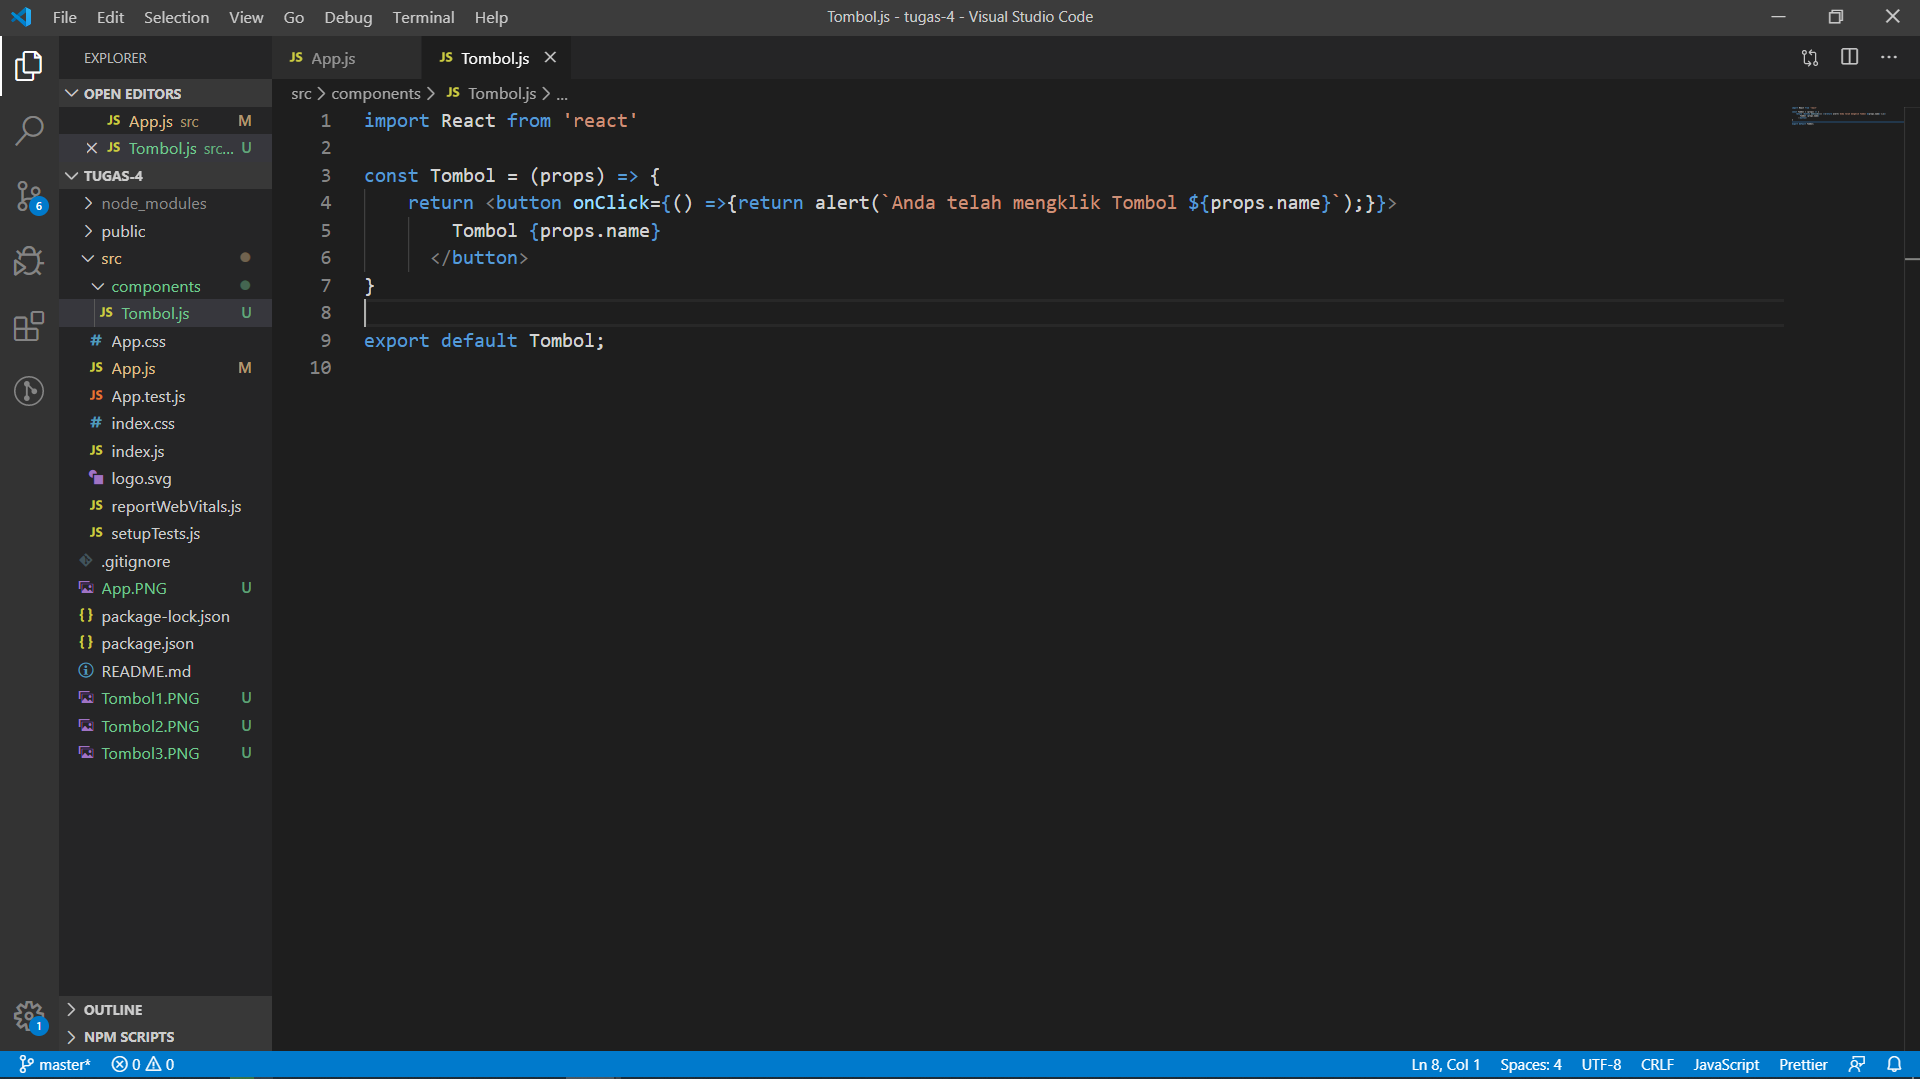 File Edit Selection View Go Debug Terminal Help
Tombol.js - tugas-4 - Visual Studio Code
EXPLORER
OPEN EDITORS
JS App.js src M
JS Tombol.js src... U
TUGAS-4
node_modules
public
src
components
JS Tombol.js U
# App.css
JS App.js M
JS App.test.js
# index.css
JS index.js
logo.svg
JS reportWebVitals.js
JS setupTests.js
.gitignore
App.PNG U
{} package-lock.json
{} package.json
README.md
Tombol1.PNG U
Tombol2.PNG U
Tombol3.PNG U
OUTLINE
NPM SCRIPTS
6
1
JS App.js
JS Tombol.js
src > components > JS Tombol.js > ...
1 import React from 'react'
2
3 const Tombol = (props) => {
4 return <button onClick={() =>{return alert(`Anda telah mengklik Tombol ${props.name}`);}}>
5 Tombol {props.name}
6 </button>
7 }
8
9 export default Tombol;
10
master* 0 0
Ln 8, Col 1 Spaces: 4 UTF-8 CRLF JavaScript Prettier